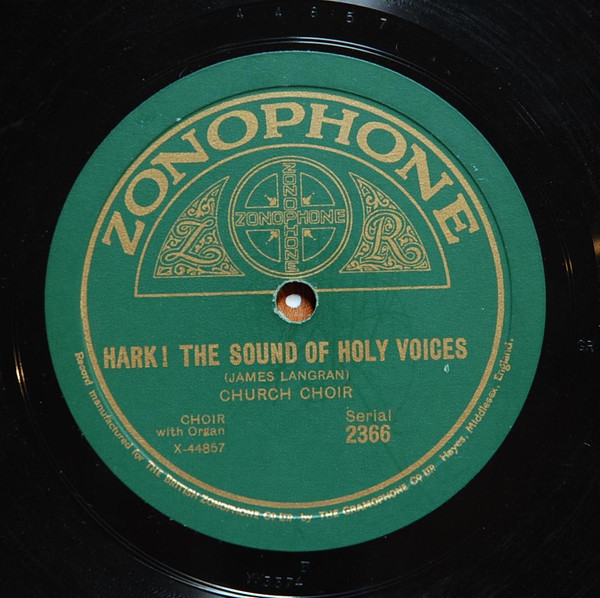 44857
ZONOPHONE
ZONOPHONE
ZONOPHONE
Z
R
HARK! THE SOUND OF HOLY VOICES
(JAMES LANGRAN)
CHURCH CHOIR
CHOIR
with Organ
X-44857
Serial
2366
Record manufactured for THE BRITISH ZONOPHONE CO LTD by THE GRAMOPHONE CO LTD Hayes, Middlesex, England.